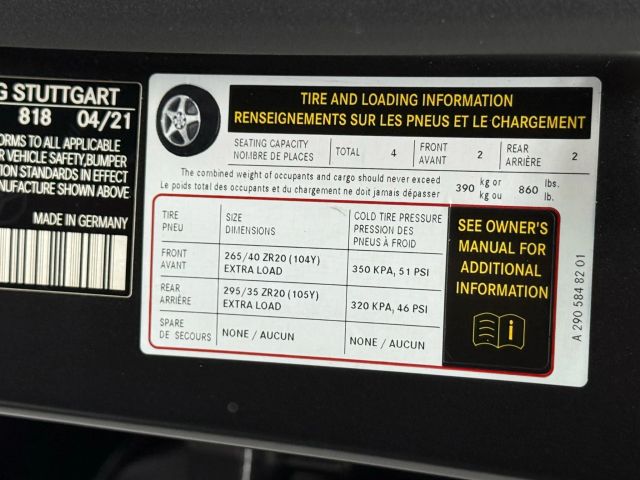 G STUTTGART
818 04/21
ORMS TO ALL APPLICABLE
R VEHICLE SAFETY,BUMPER
TION STANDARDS IN EFFECT
NUFACTURE SHOWN ABOVE
MADE IN GERMANY
TIRE AND LOADING INFORMATION
RENSEIGNEMENTS SUR LES PNEUS ET LE CHARGEMENT
SEATING CAPACITY
NOMBRE DE PLACES
TOTAL 4
FRONT
AVANT
2
REAR
ARRIÈRE
2
The combined weight of occupants and cargo should never exceed
Le poids total des occupants et du chargement ne doit jamais dépasser
390 kg or
kg ou
860 lbs.
lb.
TIRE
PNEU
SIZE
DIMENSIONS
COLD TIRE PRESSURE
PRESSION DES
PNEUS À FROID
FRONT
AVANT
265/40 ZR20 (104Y)
EXTRA LOAD
350 KPA, 51 PSI
REAR
ARRIÈRE
295/35 ZR20 (105Y)
EXTRA LOAD
320 KPA, 46 PSI
SPARE
DE SECOURS
NONE / AUCUN
NONE / AUCUN
SEE OWNER'S
MANUAL FOR
ADDITIONAL
INFORMATION
i
A 290 584 82 01